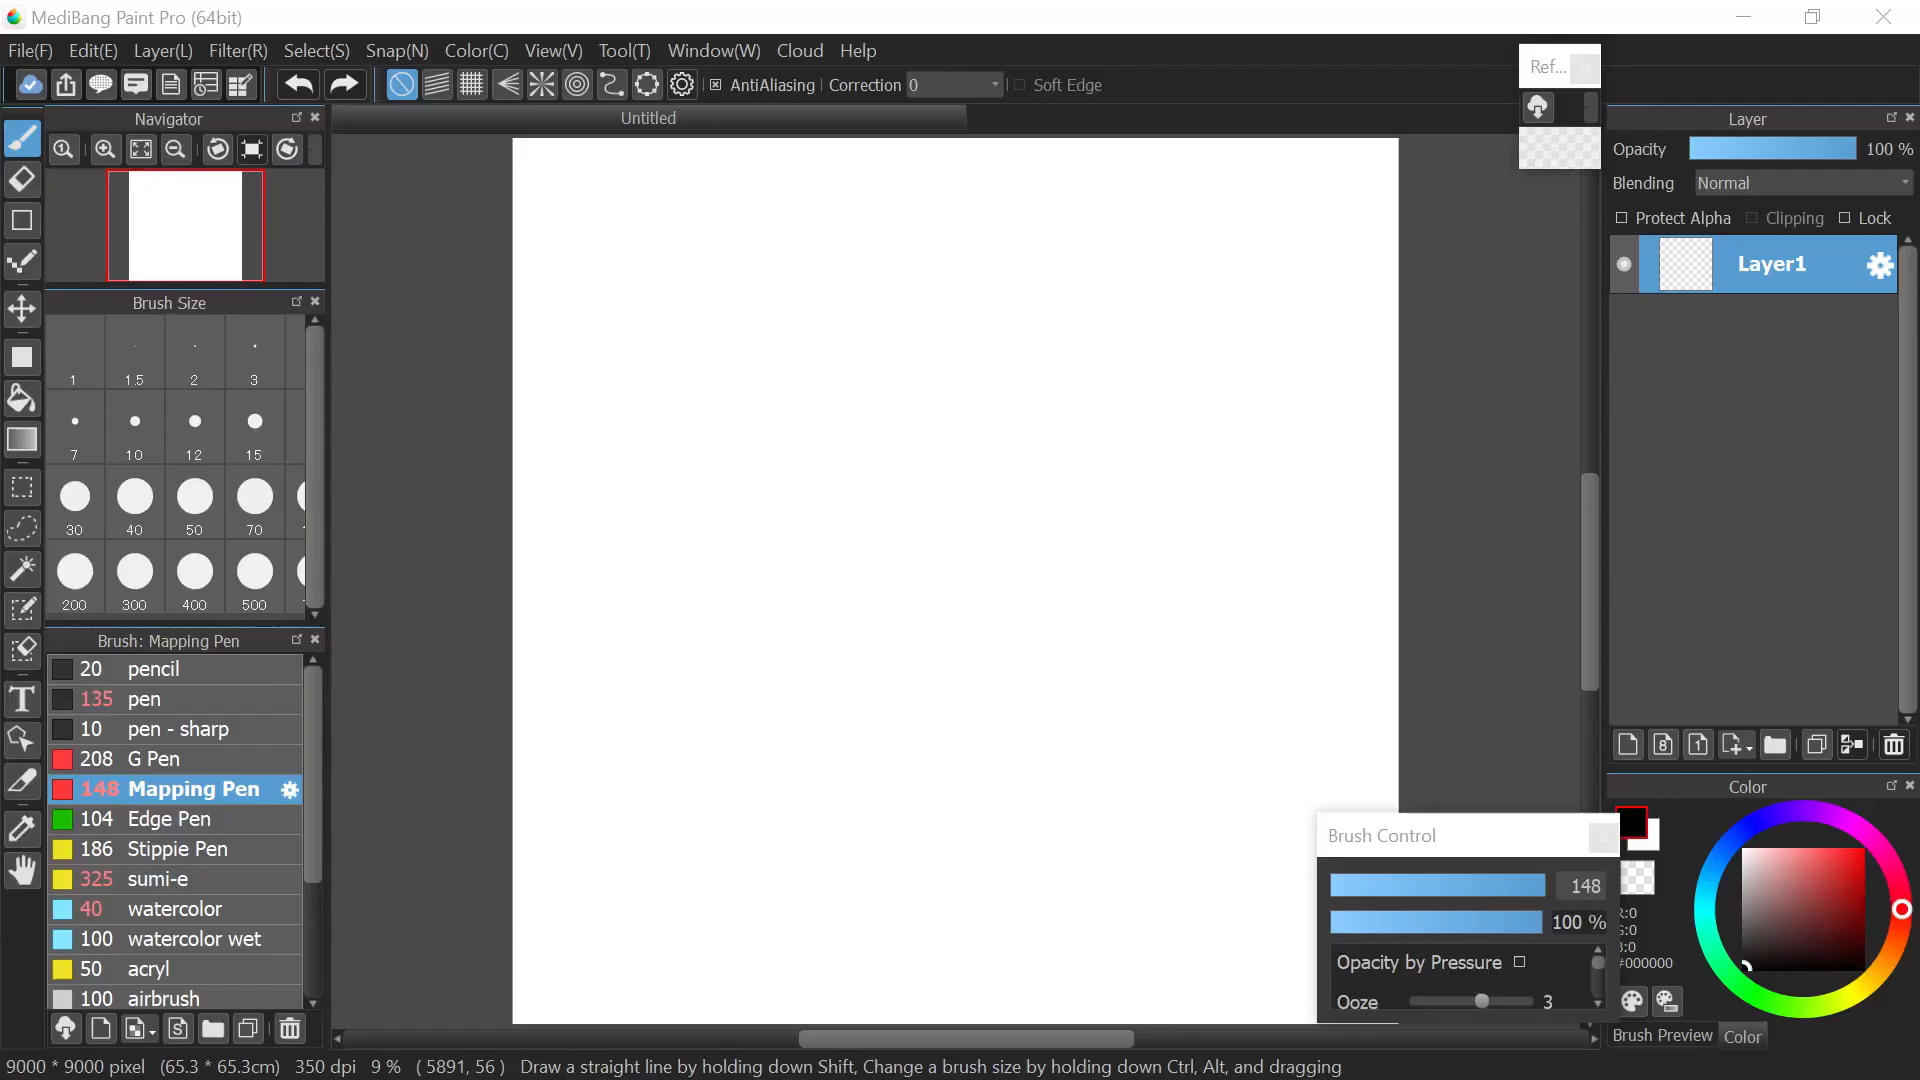 MediBang Paint Pro (64bit)
File(F) Edit(E) Layer(L) Filter(R) Select(S) Snap(N) Color(C) View(V) Tool(T) Window(W) Cloud Help
AntiAliasing Correction 0 Soft Edge
Ref...
Navigator
Untitled
Layer
Opacity 100 %
Blending Normal
Protect Alpha Clipping Lock
Layer1
Brush Size
1 1.5 2 3
7 10 12 15
30 40 50 70
200 300 400 500
Brush: Mapping Pen
20 pencil
135 pen
10 pen - sharp
208 G Pen
148 Mapping Pen
104 Edge Pen
186 Stippie Pen
325 sumi-e
40 watercolor
100 watercolor wet
50 acryl
100 airbrush
Brush Control
148
100 %
Opacity by Pressure
Ooze 3
Color
:0
:0
:0
#000000
Brush Preview Color
9000 * 9000 pixel (65.3 * 65.3cm) 350 dpi 9 % ( 5891, 56 ) Draw a straight line by holding down Shift, Change a brush size by holding down Ctrl, Alt, and dragging